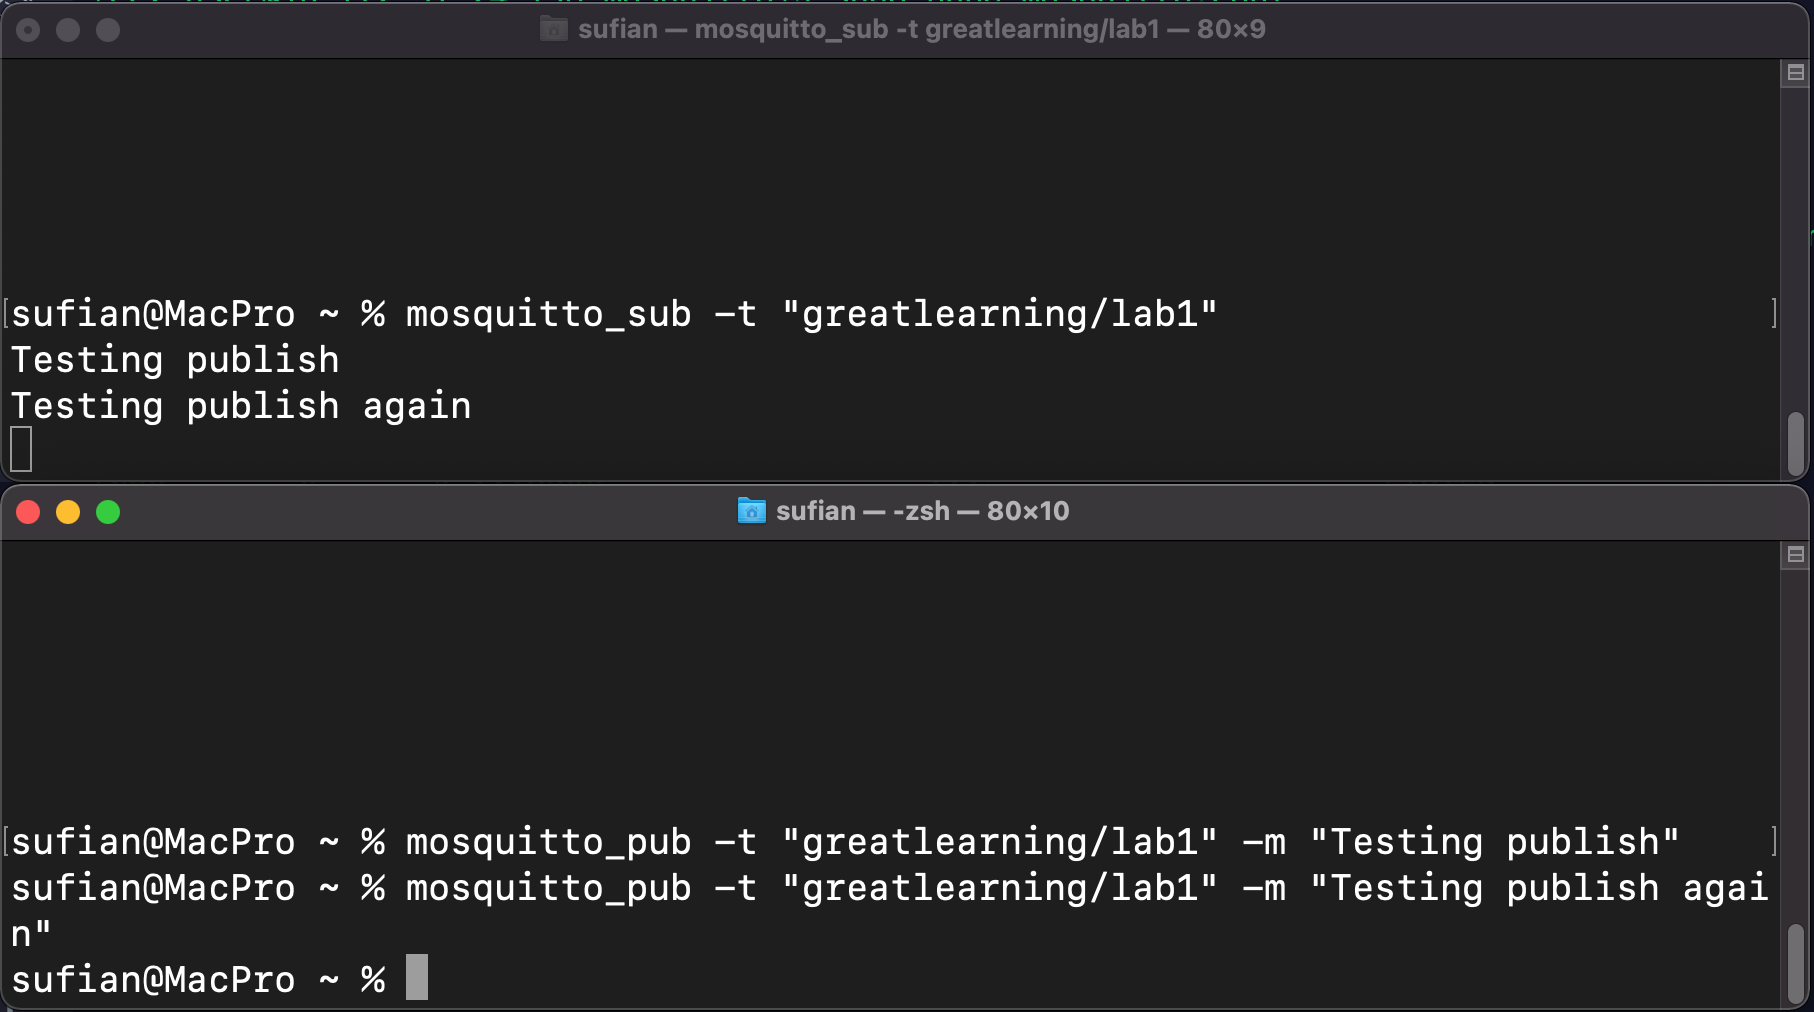 sufian — mosquitto_sub -t greatlearning/lab1 — 80×9
sufian@MacPro ~ % mosquitto_sub -t "greatlearning/lab1"
Testing publish
Testing publish again
sufian — -zsh — 80×10
sufian@MacPro ~ % mosquitto_pub -t "greatlearning/lab1" -m "Testing publish"
sufian@MacPro ~ % mosquitto_pub -t "greatlearning/lab1" -m "Testing publish agai
n"
sufian@MacPro ~ %